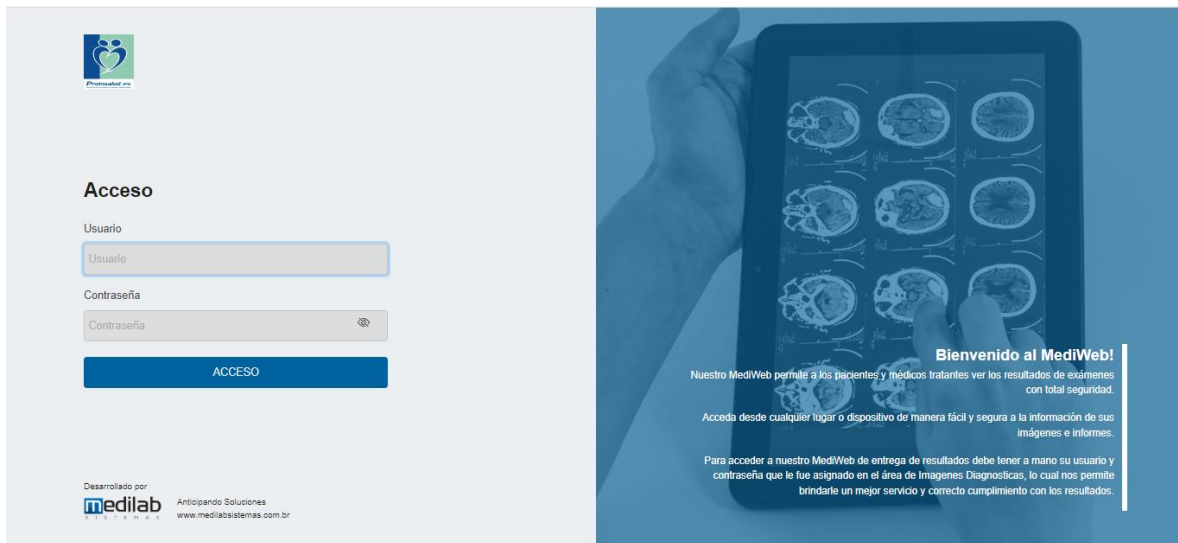 Proinsalud
Acceso
Usuario
Usuario
Contraseña
Contraseña
ACCESO
Desarrollado por
medilab
SISTEMAS
Anticipando Soluciones
www.medilabsistemas.com.br
Bienvenido al MediWeb!
Nuestro MediWeb permite a los pacientes y médicos tratantes ver los resultados de exámenes
con total seguridad.
Acceda desde cualquier lugar o dispositivo de manera fácil y segura a la información de sus
imágenes e informes.
Para acceder a nuestro MediWeb de entrega de resultados debe tener a mano su usuario y
contraseña que le fue asignado en el área de Imagenes Diagnosticas, lo cual nos permite
brindarle un mejor servicio y correcto cumplimiento con los resultados.